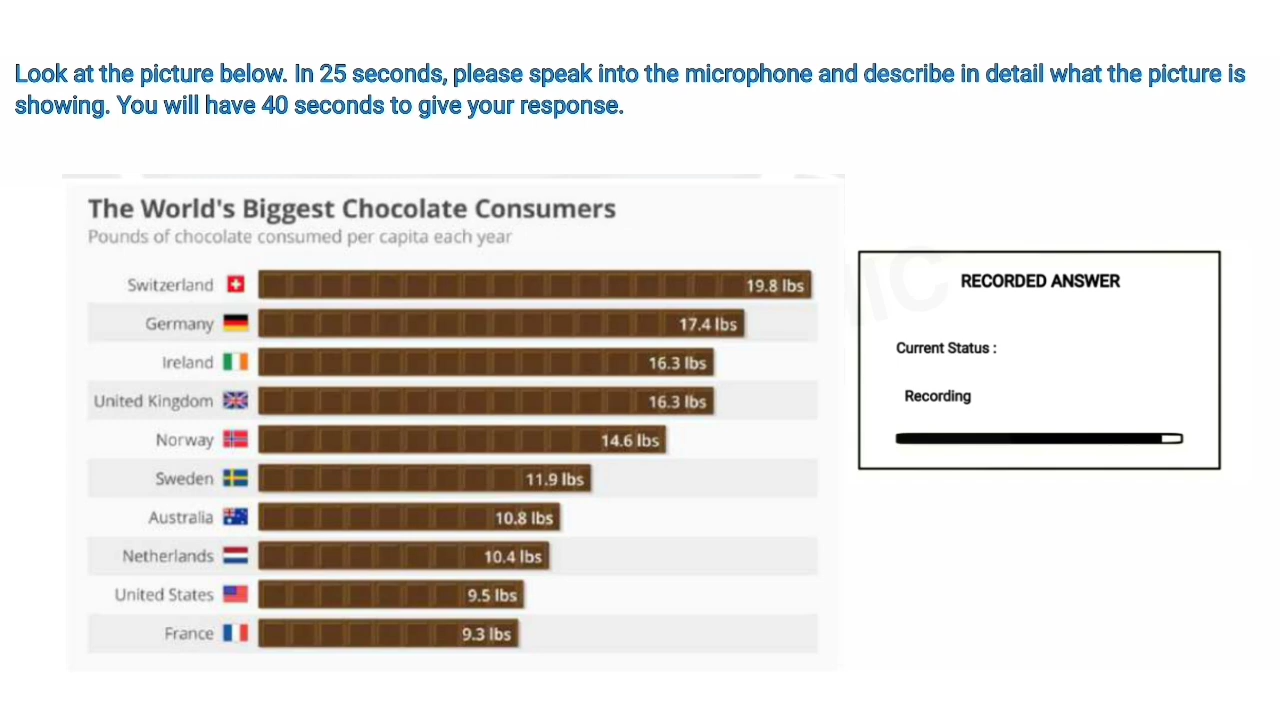 Look at the picture below. In 25 seconds, please speak into the microphone and describe in detail what the picture is
showing. You will have 40 seconds to give your response.
The World's Biggest Chocolate Consumers
Pounds of chocolate consumed per capita each year
Switzerland 19.8 lbs
Germany 17.4 lbs
Ireland 16.3 lbs
United Kingdom 16.3 lbs
Norway 14.6 lbs
Sweden 11.9 lbs
Australia 10.8 lbs
Netherlands 10.4 lbs
United States 9.5 lbs
France 9.3 lbs
RECORDED ANSWER
Current Status :
Recording